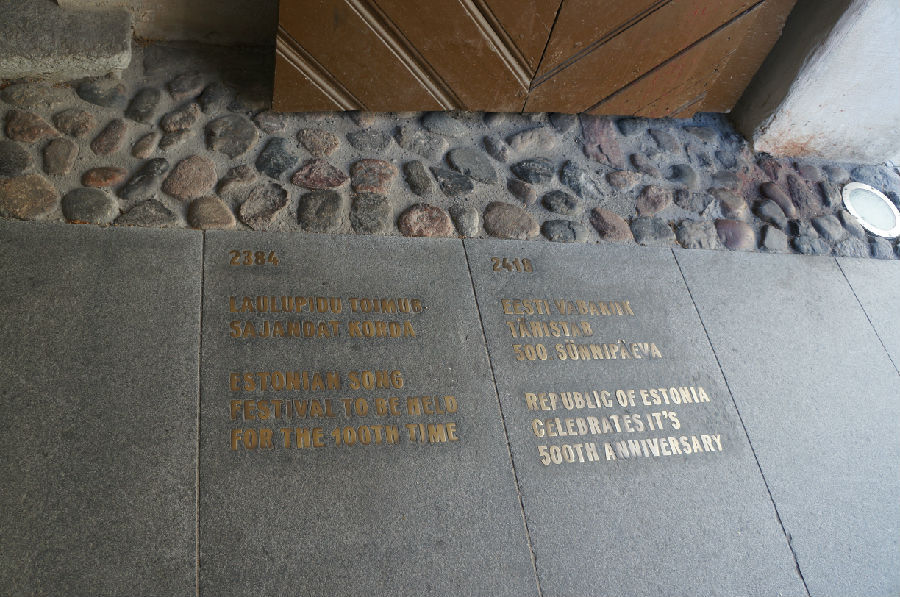 2384
LAULUPIDU TOIMUB
SAJANDAT KORDA
ESTONIAN SONG
FESTIVAL TO BE HELD
FOR THE 100TH TIME
2418
EESTI VABARIIK
TÄHISTAB
500 SÜNNIPÄEVA
REPUBLIC OF ESTONIA
CELEBRATES IT'S
500TH ANNIVERSARY